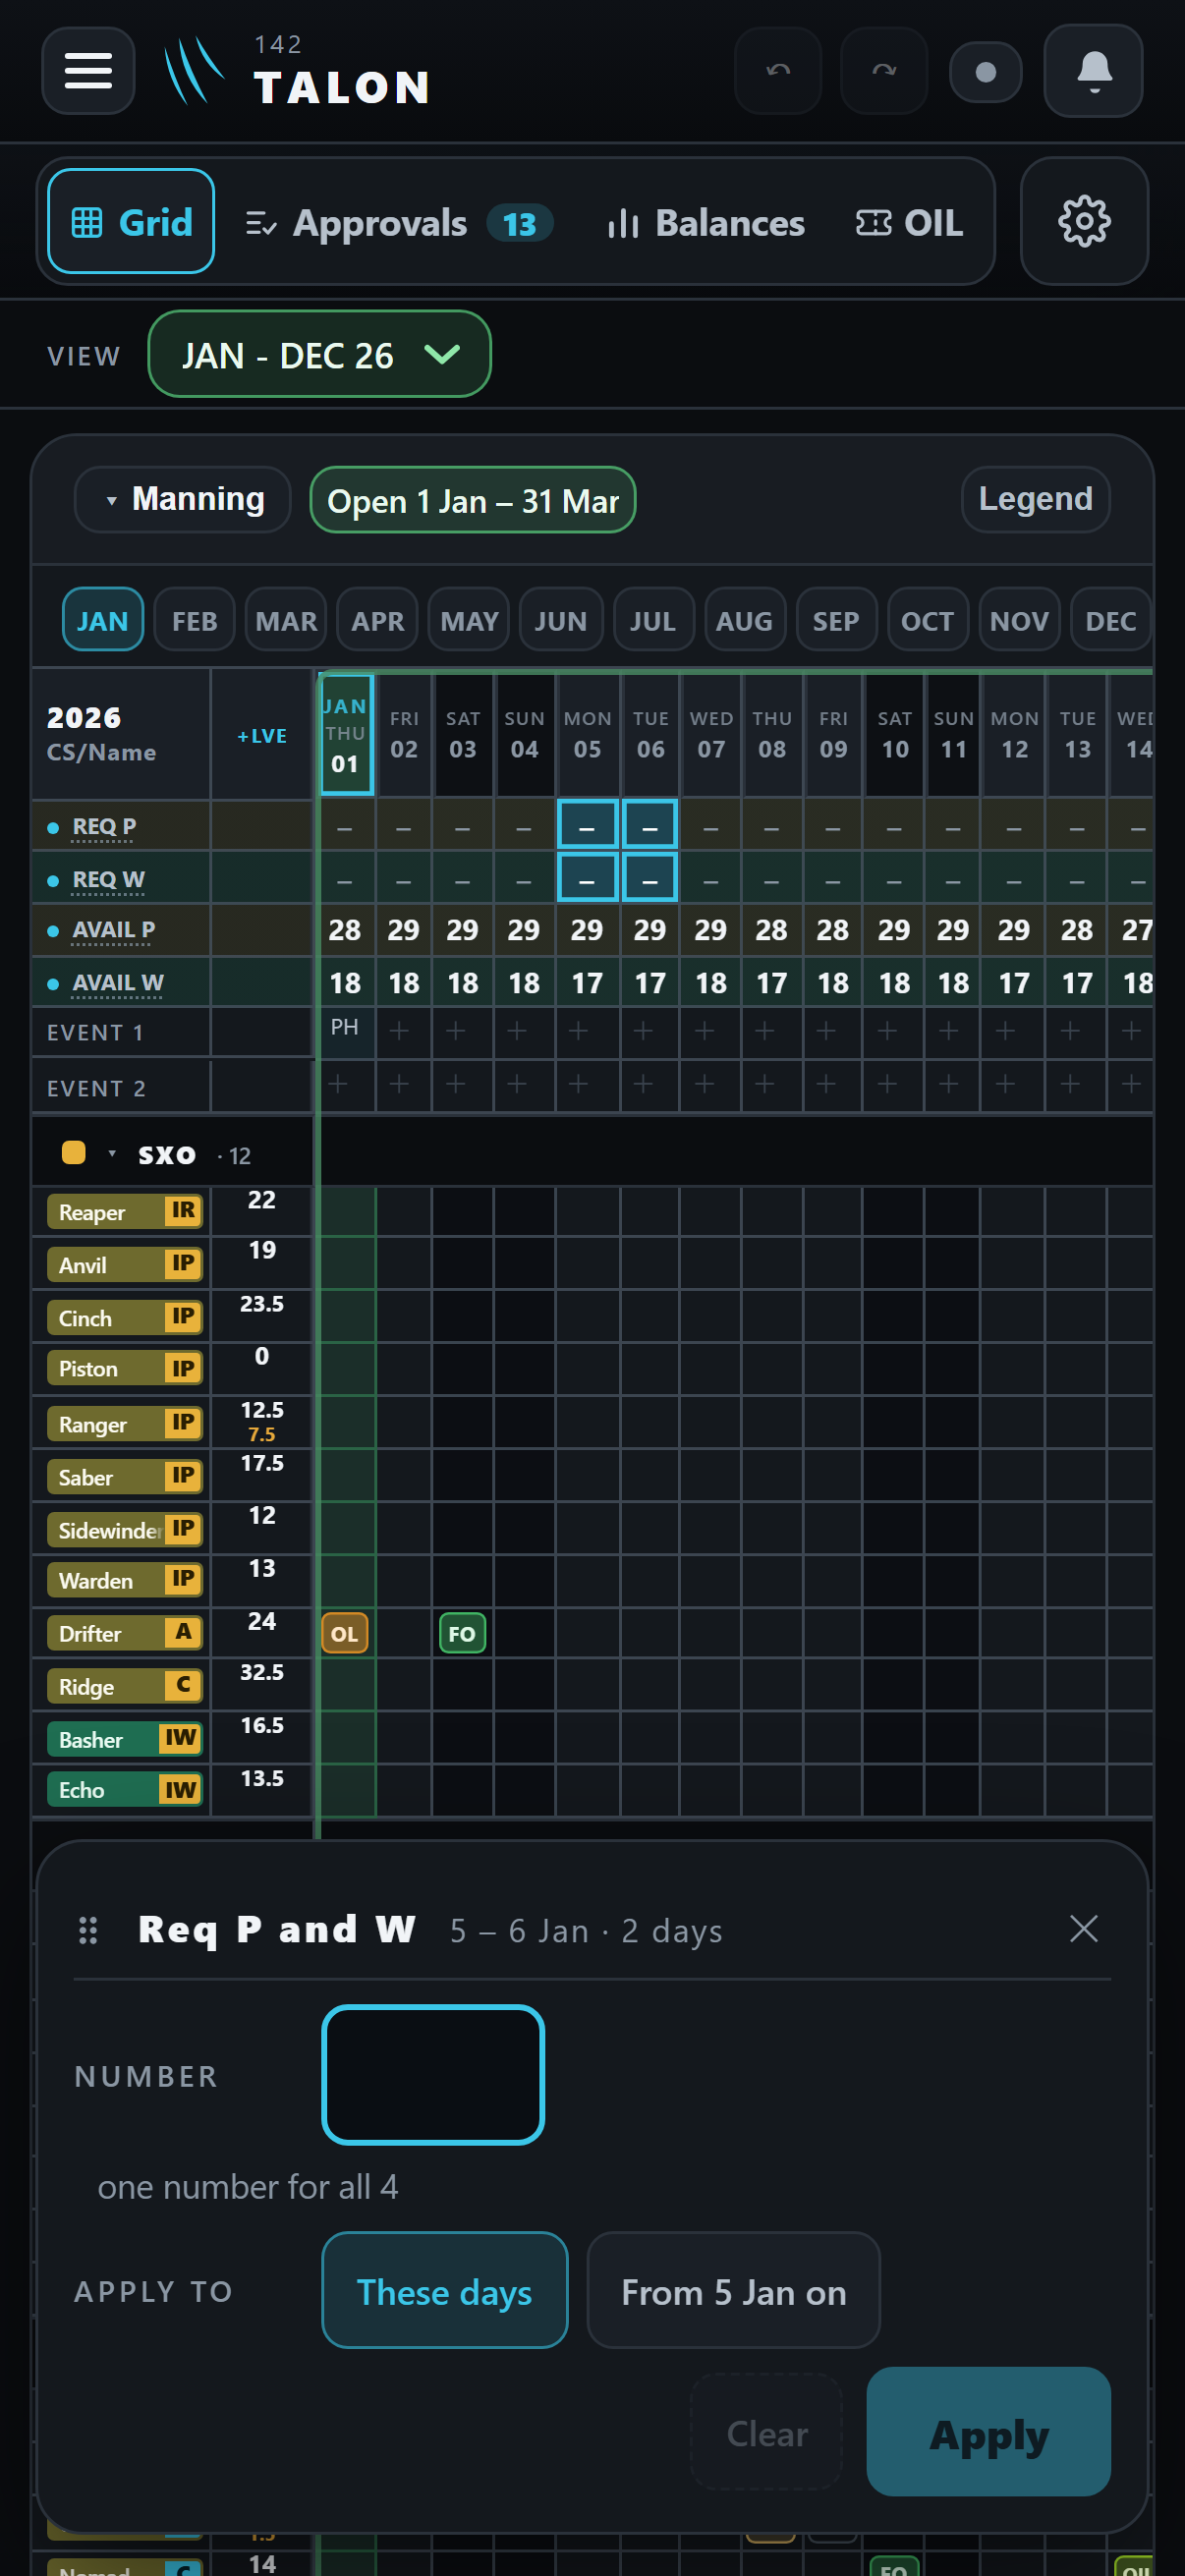 142
TALON
Grid Approvals 13 Balances OIL
VIEW JAN - DEC 26
Manning Open 1 Jan – 31 Mar Legend
JAN FEB MAR APR MAY JUN JUL AUG SEP OCT NOV DEC
2026
CS/Name
+LVE
JAN THU 01
FRI 02
SAT 03
SUN 04
MON 05
TUE 06
WED 07
THU 08
FRI 09
SAT 10
SUN 11
MON 12
TUE 13
WED 14
REQ P – – – – – – – – – – – – – –
REQ W – – – – – – – – – – – – – –
AVAIL P 28 29 29 29 29 29 29 28 28 29 29 29 28 27
AVAIL W 18 18 18 18 17 17 18 17 18 18 18 17 17 18
EVENT 1 PH + + + + + + + + + + + + +
EVENT 2 + + + + + + + + + + + + + +
SXO · 12
Reaper IR 22
Anvil IP 19
Cinch IP 23.5
Piston IP 0
Ranger IP 12.5
7.5
Saber IP 17.5
Sidewinder IP 12
Warden IP 13
Drifter A 24 OL FO
Ridge C 32.5
Basher IW 16.5
Echo IW 13.5
Req P and W 5 – 6 Jan · 2 days
NUMBER
one number for all 4
APPLY TO These days From 5 Jan on
Clear Apply
Nomad C 14 FO OIL